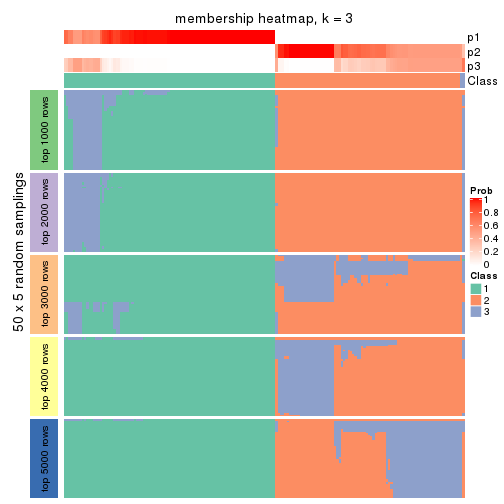 membership heatmap, k = 3
p1
p2
p3
Class
50 x 5 random samplings
top 1000 rows
top 2000 rows
top 3000 rows
top 4000 rows
top 5000 rows
Prob
1
0.8
0.6
0.4
0.2
0
Class
1
2
3